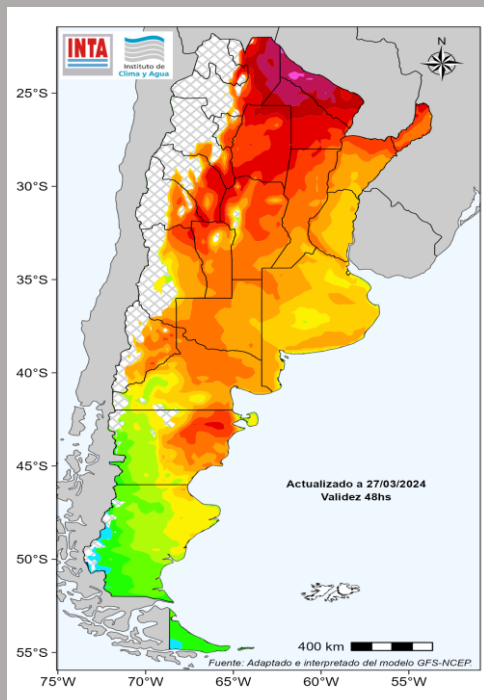 INTA
Instituto de
Clima y Agua
N
25°S
30°S
35°S
40°S
45°S
50°S
55°S
Actualizado a 27/03/2024
Validez 48hs
400 km
Fuente: Adaptado e interpretado del modelo GFS-NCEP.
75°W
70°W
65°W
60°W
55°W